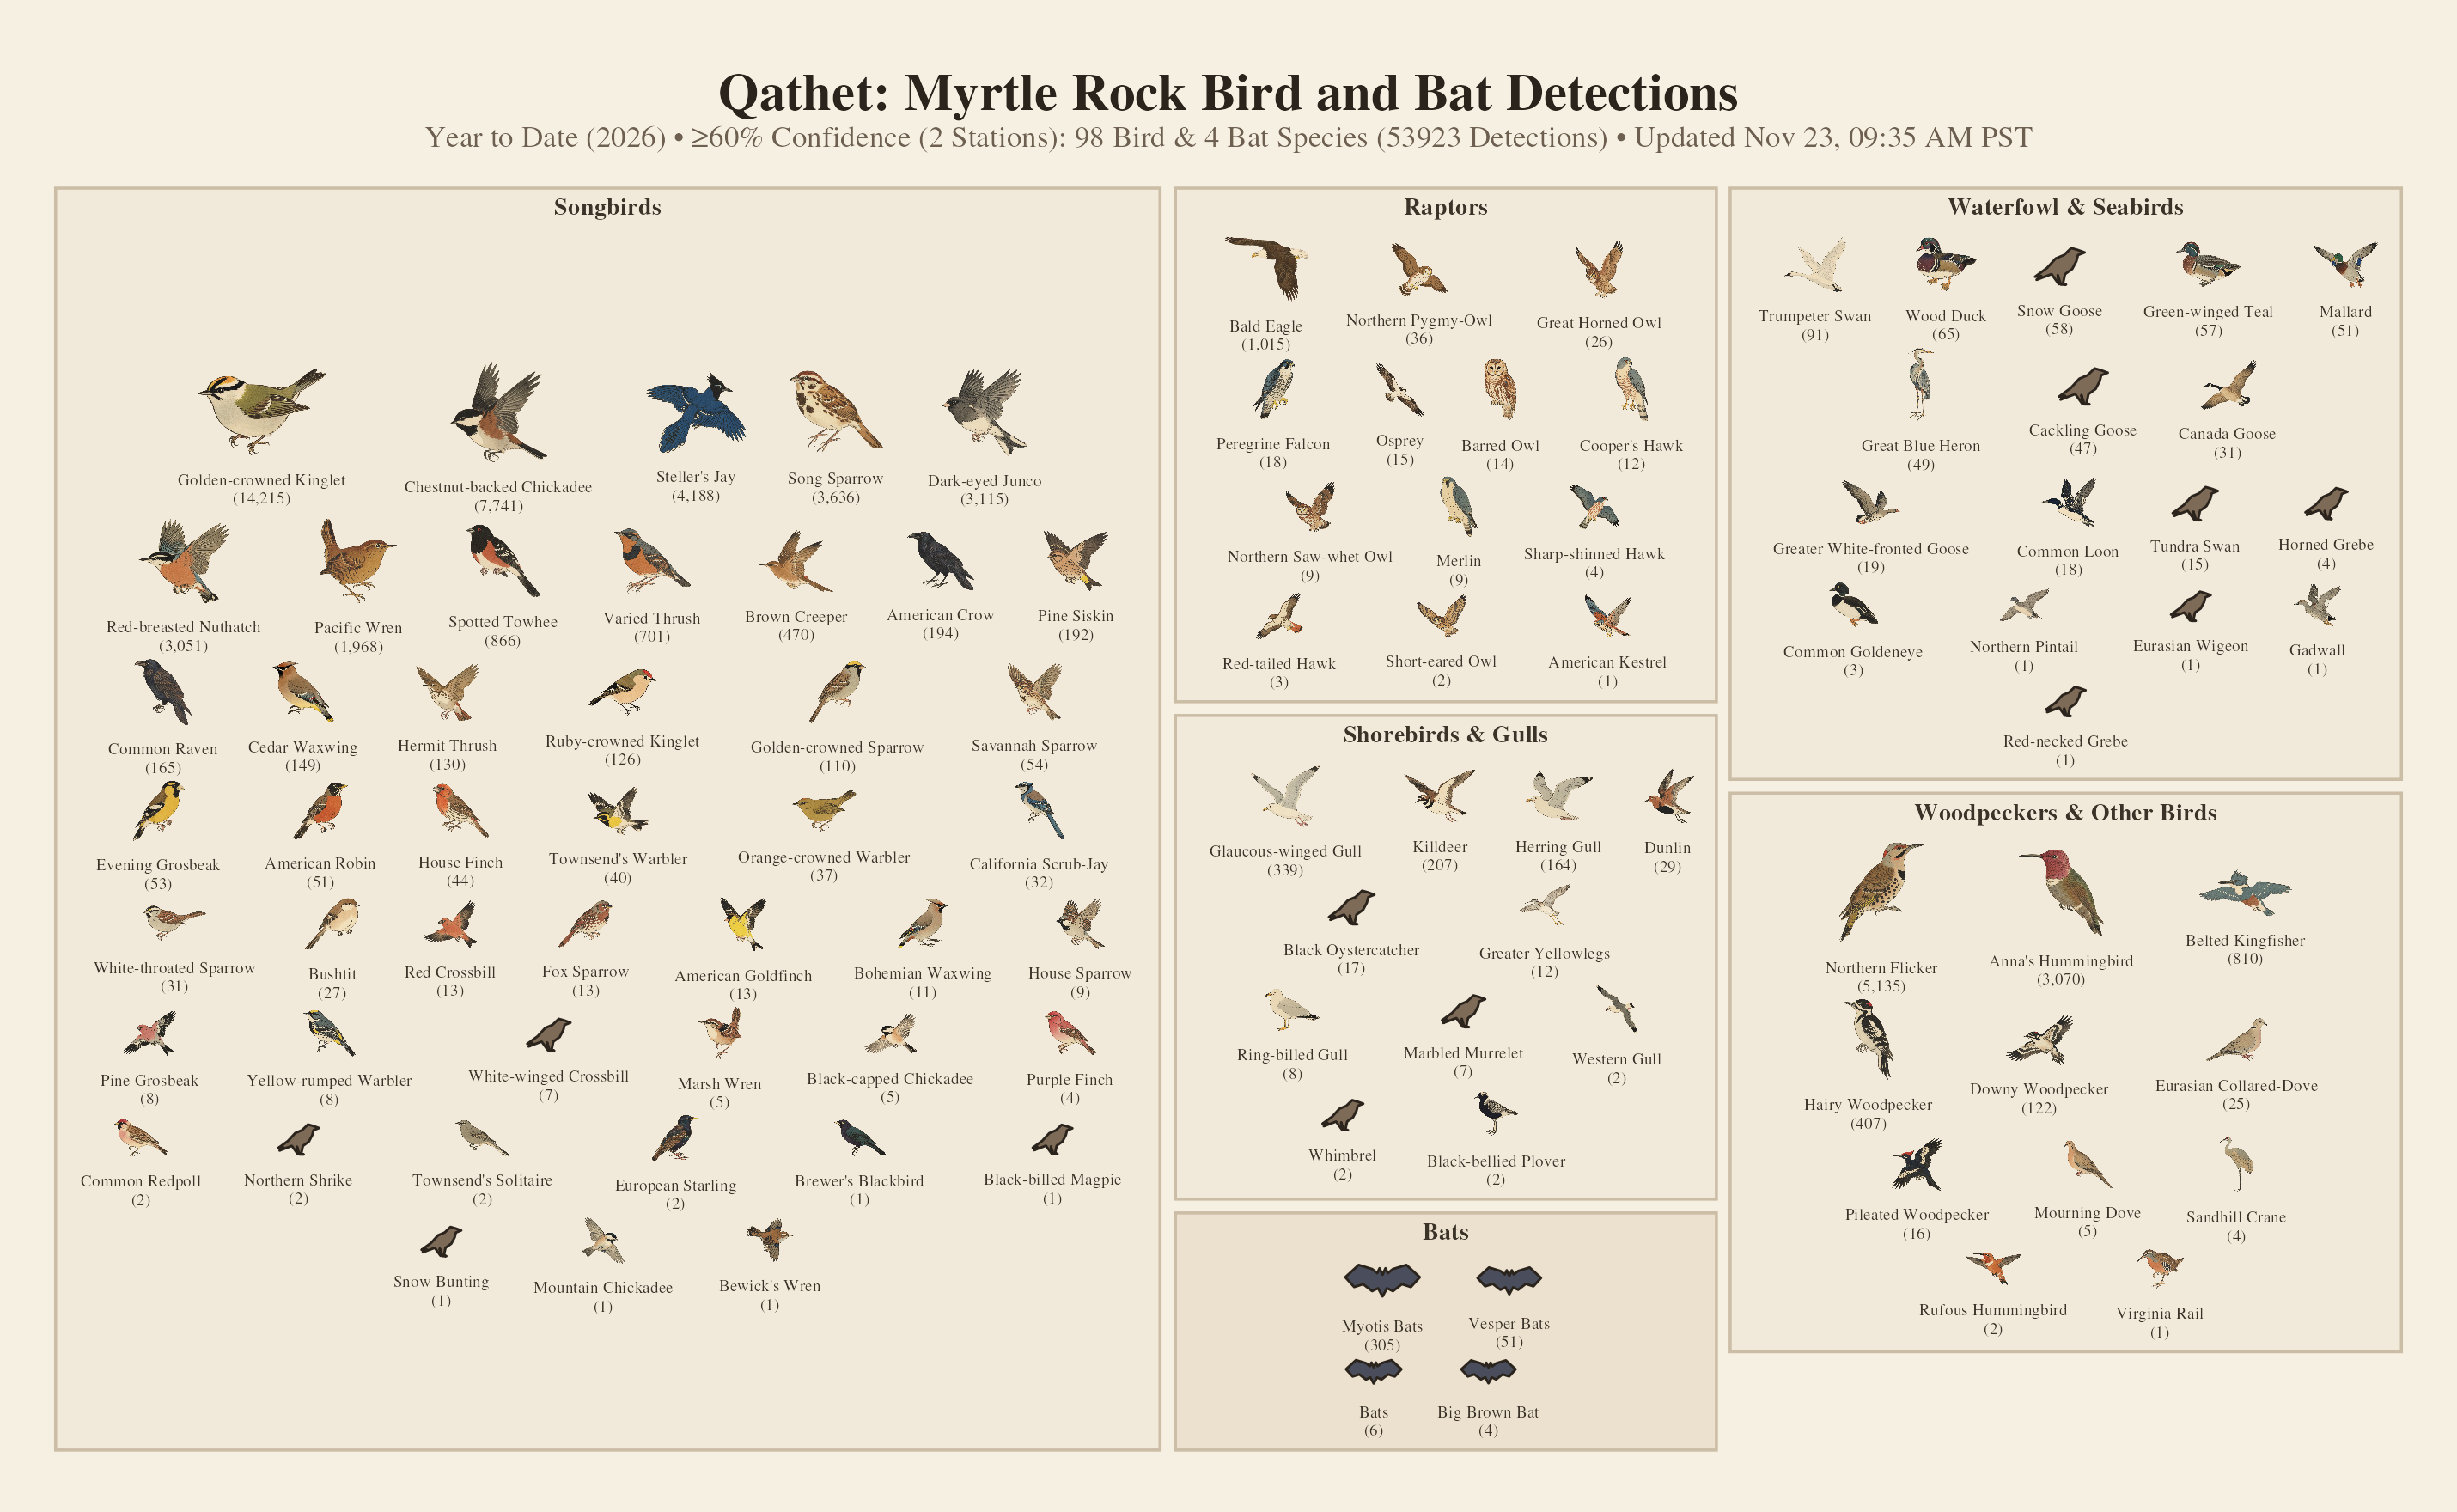 Qathet: Myrtle Rock Bird and Bat Detections
Year to Date (2026) • ≥60% Confidence (2 Stations): 98 Bird & 4 Bat Species (53923 Detections) • Updated Nov 23, 09:35 AM PST
Songbirds
Golden-crowned Kinglet
(14,215)
Chestnut-backed Chickadee
(7,741)
Steller's Jay
(4,188)
Song Sparrow
(3,636)
Dark-eyed Junco
(3,115)
Red-breasted Nuthatch
(3,051)
Pacific Wren
(1,968)
Spotted Towhee
(866)
Varied Thrush
(701)
Brown Creeper
(470)
American Crow
(194)
Pine Siskin
(192)
Common Raven
(165)
Cedar Waxwing
(149)
Hermit Thrush
(130)
Ruby-crowned Kinglet
(126)
Golden-crowned Sparrow
(110)
Savannah Sparrow
(54)
Evening Grosbeak
(53)
American Robin
(51)
House Finch
(44)
Townsend's Warbler
(40)
Orange-crowned Warbler
(37)
California Scrub-Jay
(32)
White-throated Sparrow
(31)
Bushtit
(27)
Red Crossbill
(13)
Fox Sparrow
(13)
American Goldfinch
(13)
Bohemian Waxwing
(11)
House Sparrow
(9)
Pine Grosbeak
(8)
Yellow-rumped Warbler
(8)
White-winged Crossbill
(7)
Marsh Wren
(5)
Black-capped Chickadee
(5)
Purple Finch
(4)
Common Redpoll
(2)
Northern Shrike
(2)
Townsend's Solitaire
(2)
European Starling
(2)
Brewer's Blackbird
(1)
Black-billed Magpie
(1)
Snow Bunting
(1)
Mountain Chickadee
(1)
Bewick's Wren
(1)
Raptors
Bald Eagle
(1,015)
Northern Pygmy-Owl
(36)
Great Horned Owl
(26)
Peregrine Falcon
(18)
Osprey
(15)
Barred Owl
(14)
Cooper's Hawk
(12)
Northern Saw-whet Owl
(9)
Merlin
(9)
Sharp-shinned Hawk
(4)
Red-tailed Hawk
(3)
Short-eared Owl
(2)
American Kestrel
(1)
Shorebirds & Gulls
Glaucous-winged Gull
(339)
Killdeer
(207)
Herring Gull
(164)
Dunlin
(29)
Black Oystercatcher
(17)
Greater Yellowlegs
(12)
Ring-billed Gull
(8)
Marbled Murrelet
(7)
Western Gull
(2)
Whimbrel
(2)
Black-bellied Plover
(2)
Bats
Myotis Bats
(305)
Vesper Bats
(51)
Bats
(6)
Big Brown Bat
(4)
Waterfowl & Seabirds
Trumpeter Swan
(91)
Wood Duck
(65)
Snow Goose
(58)
Green-winged Teal
(57)
Mallard
(51)
Great Blue Heron
(49)
Cackling Goose
(47)
Canada Goose
(31)
Greater White-fronted Goose
(19)
Common Loon
(18)
Tundra Swan
(15)
Horned Grebe
(4)
Common Goldeneye
(3)
Northern Pintail
(1)
Eurasian Wigeon
(1)
Gadwall
(1)
Red-necked Grebe
(1)
Woodpeckers & Other Birds
Northern Flicker
(5,135)
Anna's Hummingbird
(3,070)
Belted Kingfisher
(810)
Hairy Woodpecker
(407)
Downy Woodpecker
(122)
Eurasian Collared-Dove
(25)
Pileated Woodpecker
(16)
Mourning Dove
(5)
Sandhill Crane
(4)
Rufous Hummingbird
(2)
Virginia Rail
(1)